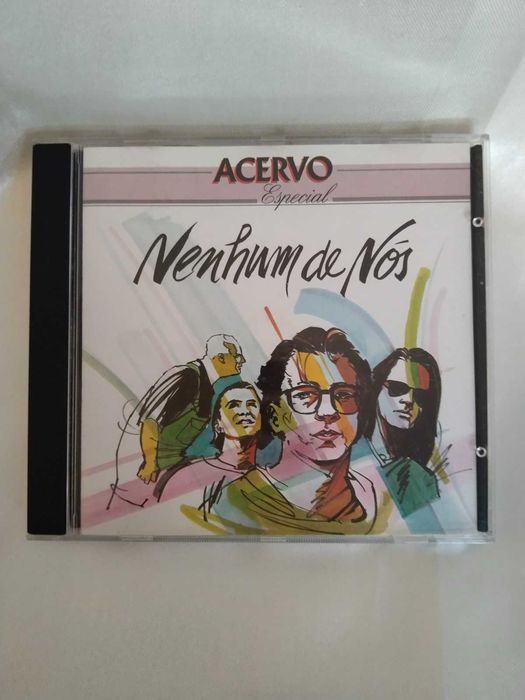 ACERVO
Especial
Nenhum de Nós